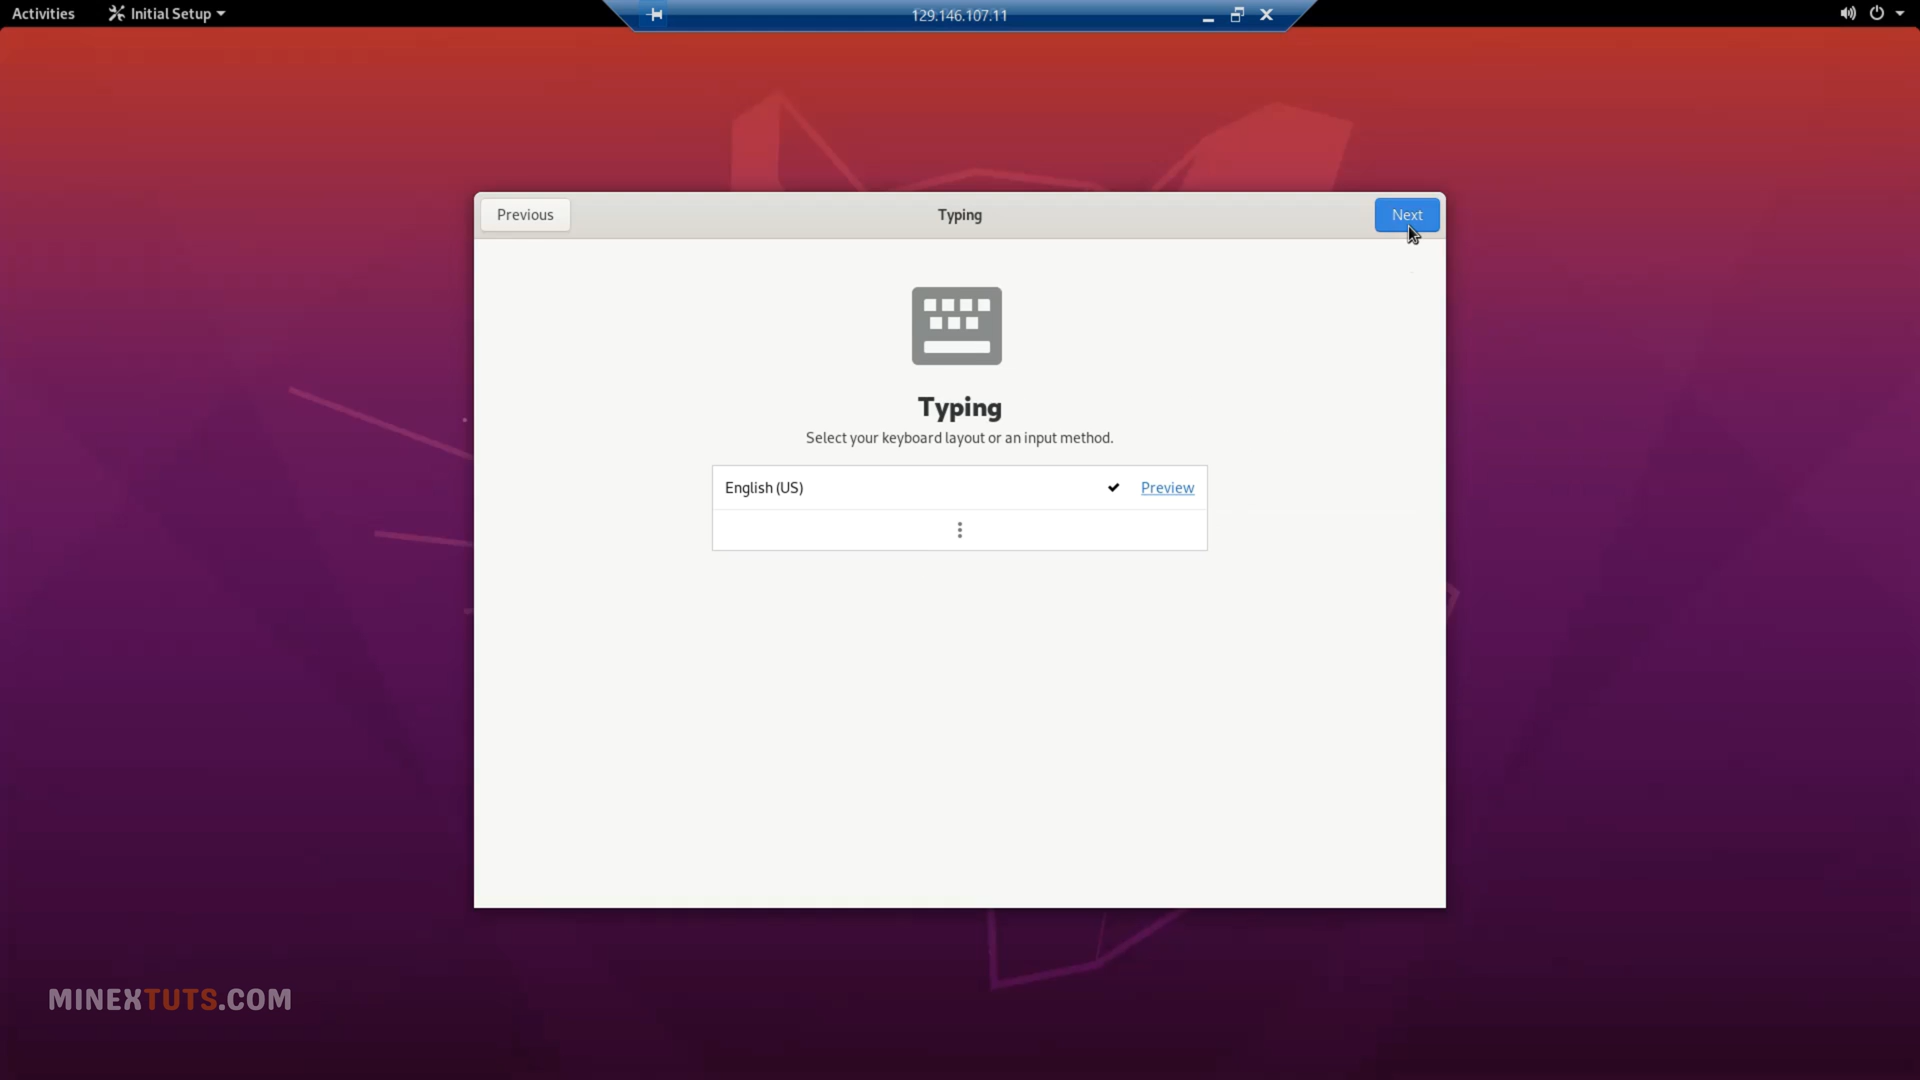 Activities
Initial Setup
129.146.107.11
Previous
Typing
Next
Typing
Select your keyboard layout or an input method.
English (US)
Preview
MINEXTUTS.COM